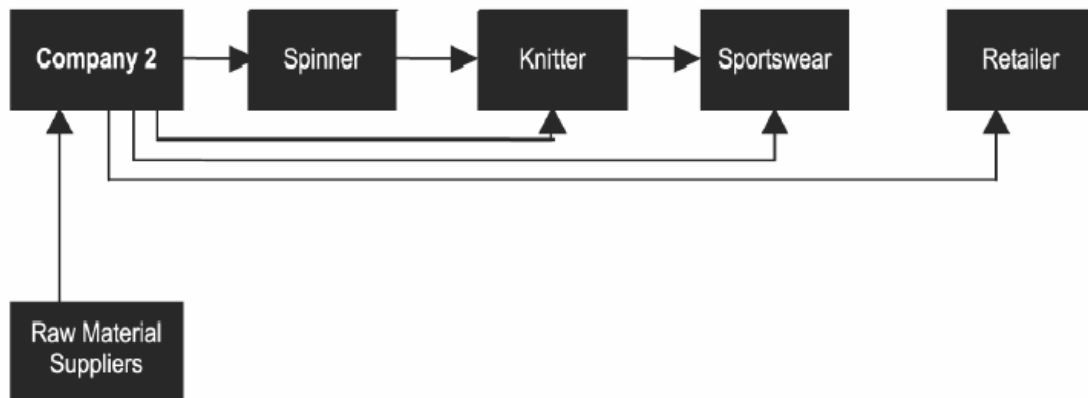 Company 2
Spinner
Knitter
Sportswear
Retailer
Raw Material
Suppliers